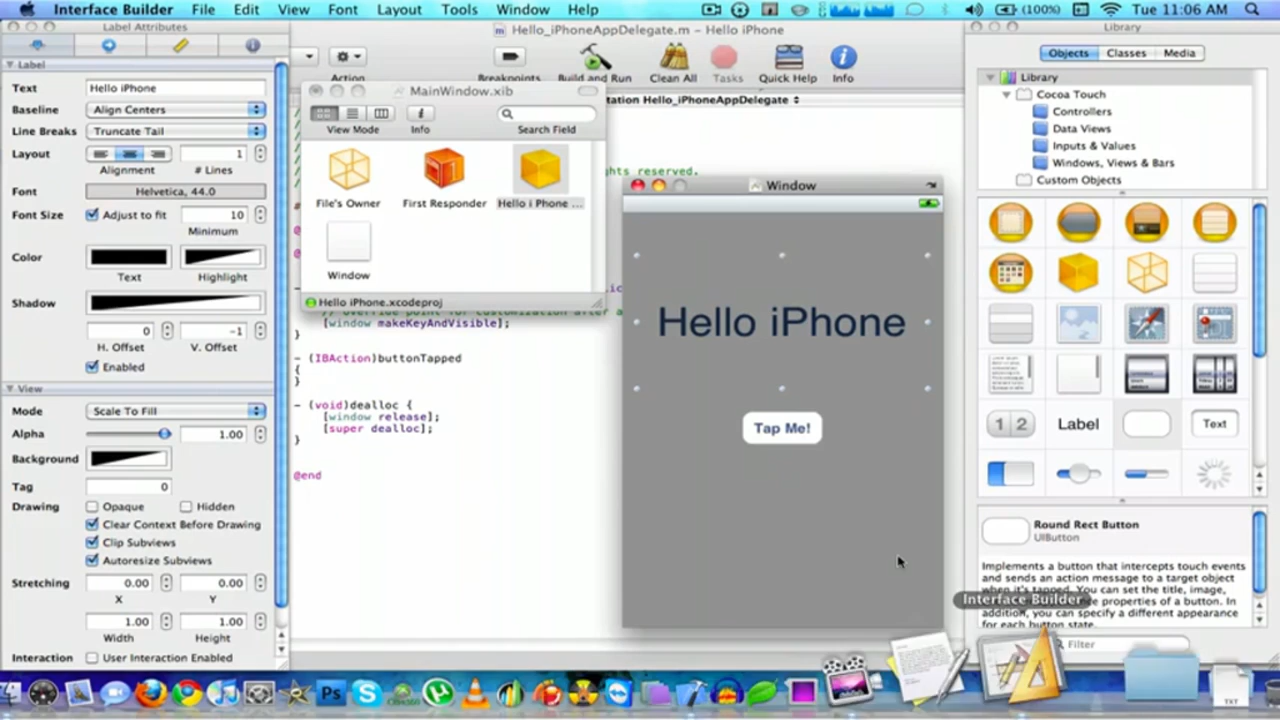 Interface Builder File Edit View Font Layout Tools Window Help (100%) Tue 11:06 AM
Label Attributes
Label
Text Hello iPhone
Baseline Align Centers
Line Breaks Truncate Tail
Layout 1
Alignment # Lines
Font Helvetica, 44.0
Font Size Adjust to fit 10
Minimum
Color
Text Highlight
Shadow
0 -1
H. Offset V. Offset
Enabled
View
Mode Scale To Fill
Alpha 1.00
Background
Tag 0
Drawing Opaque Hidden
Clear Context Before Drawing
Clip Subviews
Autoresize Subviews
Stretching 0.00 0.00
X Y
1.00 1.00
Width Height
Interaction User Interaction Enabled
Hello_iPhoneAppDelegate.m – Hello iPhone
Action Breakpoints Build and Run Clean All Tasks Quick Help Info
tation Hello_iPhoneAppDelegate
ghts reserved.
MainWindow.xib
View Mode Info Search Field
File's Owner First Responder Hello i Phone ...
Window
Hello iPhone.xcodeproj
// Override point for customization after a
[window makeKeyAndVisible];
}
- (IBAction)buttonTapped
{
}
- (void)dealloc {
[window release];
[super dealloc];
}
@end
Window
Hello iPhone
Tap Me!
Library
Objects Classes Media
Library
Cocoa Touch
Controllers
Data Views
Inputs & Values
Windows, Views & Bars
Custom Objects
1 2 Label Text
Round Rect Button
UIButton
Implements a button that intercepts touch events
and sends an action message to a target object
when it's tapped. You can set the title, image,
properties of a button. In
addition, you can specify a different appearance
for each button state.
Interface Builder
Filter
Ps
TXT